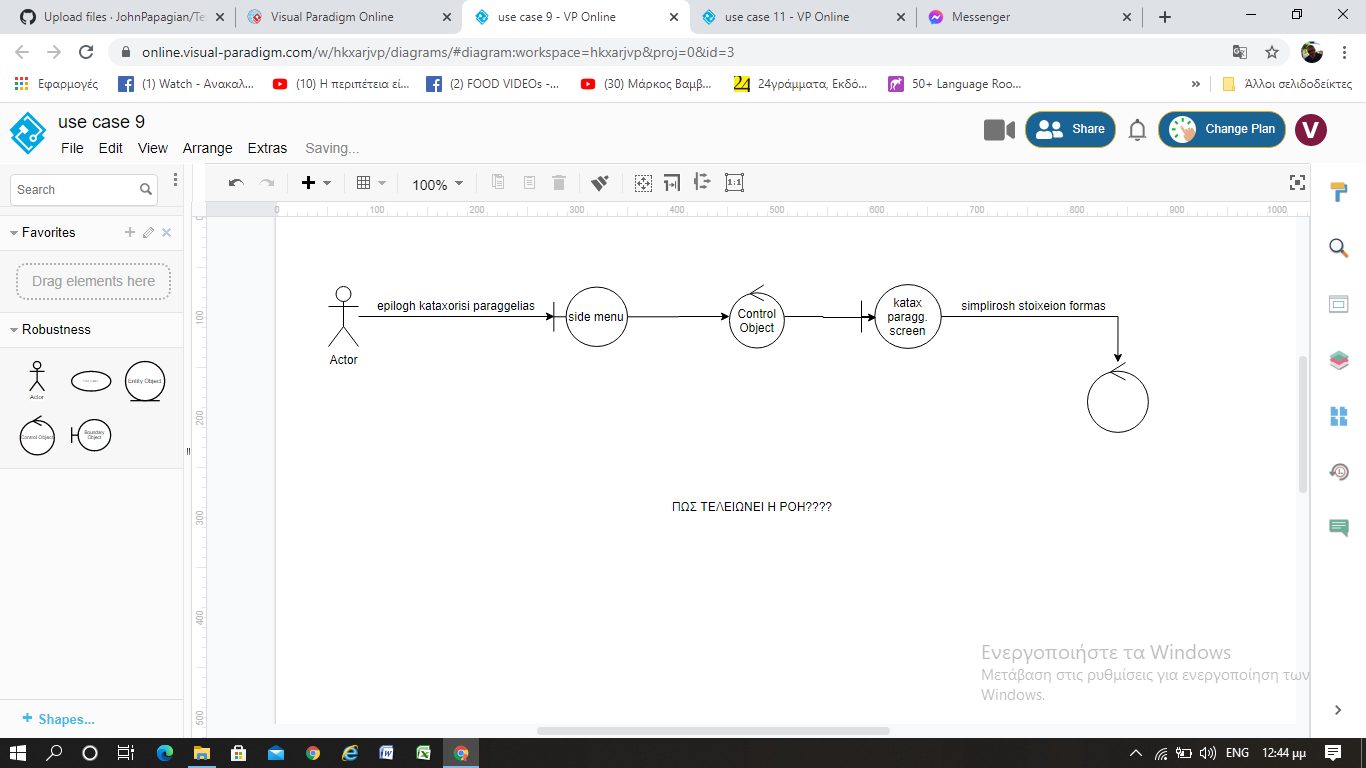 Upload files · JohnPapagian/Te
Visual Paradigm Online
use case 9 - VP Online
use case 11 - VP Online
Messenger
online.visual-paradigm.com/w/hkxarjvp/diagrams/#diagram:workspace=hkxarjvp&proj=0&id=3
Εφαρμογές
(1) Watch - Ανακαλ...
(10) Η περιπέτεια εί...
(2) FOOD VIDEOs -...
(30) Μάρκος Βαμβ...
24γράμματα, Εκδό...
50+ Language Roo...
»
Άλλοι σελιδοδείκτες
use case 9
File Edit View Arrange Extras Saving...
Share
Change Plan
V
Search
100%
1:1
0 100 200 300 400 500 600 700 800 900 1000
Favorites
Drag elements here
Robustness
Actor
Entity Object
Control Object
Boundary
Object
Shapes...
0
100
200
300
400
500
epilogh kataxorisi paraggelias
Actor
side menu
Control
Object
katax
paragg.
screen
simplirosh stoixeion formas
ΠΩΣ ΤΕΛΕΙΩΝΕΙ Η ΡΟΗ????
Ενεργοποιήστε τα Windows
Μετάβαση στις ρυθμίσεις για ενεργοποίηση των
Windows.
ENG
12:44 μμ